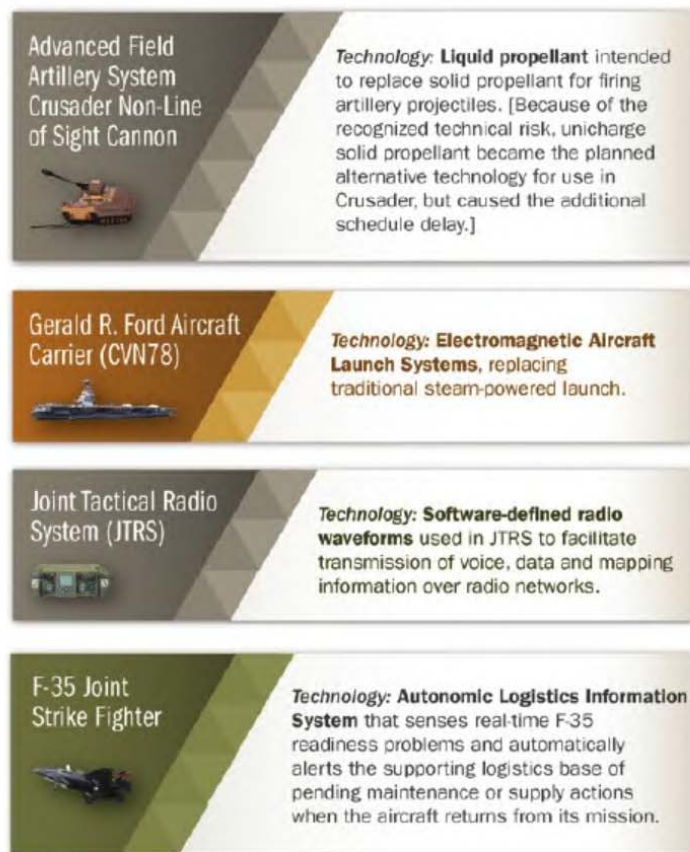 Advanced Field
Artillery System
Crusader Non-Line
of Sight Cannon
Technology: Liquid propellant intended
to replace solid propellant for firing
artillery projectiles. [Because of the
recognized technical risk, unicharge
solid propellant became the planned
alternative technology for use in
Crusader, but caused the additional
schedule delay.]
Gerald R. Ford Aircraft
Carrier (CVN78)
Technology: Electromagnetic Aircraft
Launch Systems, replacing
traditional steam-powered launch.
Joint Tactical Radio
System (JTRS)
Technology: Software-defined radio
waveforms used in JTRS to facilitate
transmission of voice, data and mapping
information over radio networks.
F-35 Joint
Strike Fighter
Technology: Autonomic Logistics Information
System that senses real-time F-35
readiness problems and automatically
alerts the supporting logistics base of
pending maintenance or supply actions
when the aircraft returns from its mission.